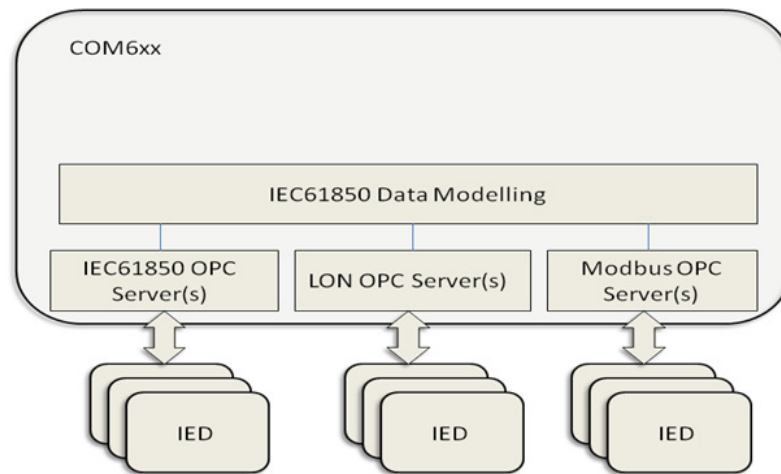 COM6xx
IEC61850 Data Modelling
IEC61850 OPC
Server(s)
LON OPC Server(s)
Modbus OPC
Server(s)
IED
IED
IED